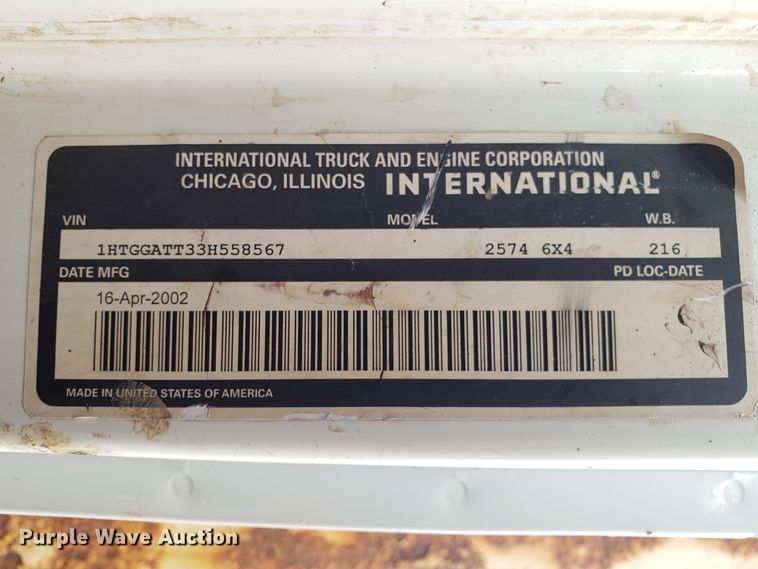 INTERNATIONAL TRUCK AND ENGINE CORPORATION
CHICAGO, ILLINOIS INTERNATIONAL®
VIN MODEL W.B.
1HTGGATT33H558567 2574 6X4 216
DATE MFG PD LOC-DATE
16-Apr-2002
MADE IN UNITED STATES OF AMERICA
Purple Wave Auction